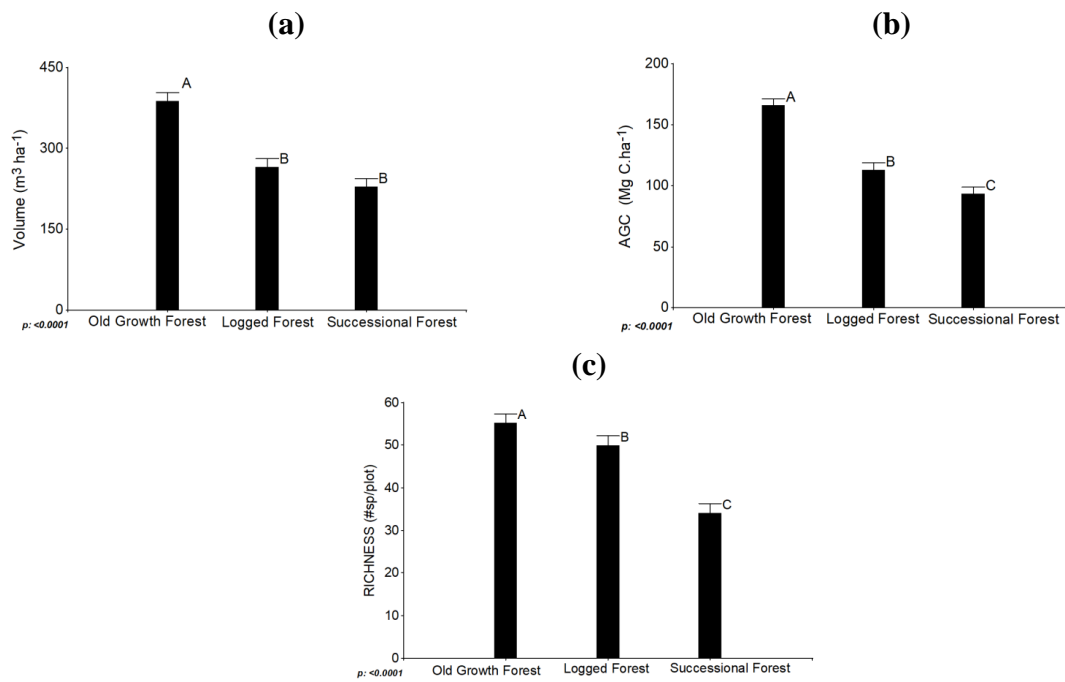 (a)
Volume (m³ ha⁻¹)
450
300
150
0
A
B
B
Old Growth Forest Logged Forest Successional Forest
p: <0.0001
(b)
AGC (Mg C.ha⁻¹)
200
150
100
50
0
A
B
C
Old Growth Forest Logged Forest Successional Forest
p: <0.0001
(c)
RICHNESS (#sp/plot)
60
50
40
30
20
10
0
A
B
C
Old Growth Forest Logged Forest Successional Forest
p: <0.0001